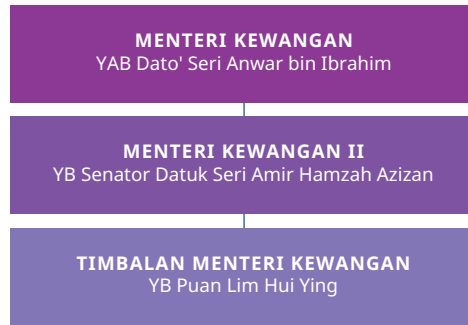 MENTERI KEWANGAN
YAB Dato' Seri Anwar bin Ibrahim
MENTERI KEWANGAN II
YB Senator Datuk Seri Amir Hamzah Azizan
TIMBALAN MENTERI KEWANGAN
YB Puan Lim Hui Ying